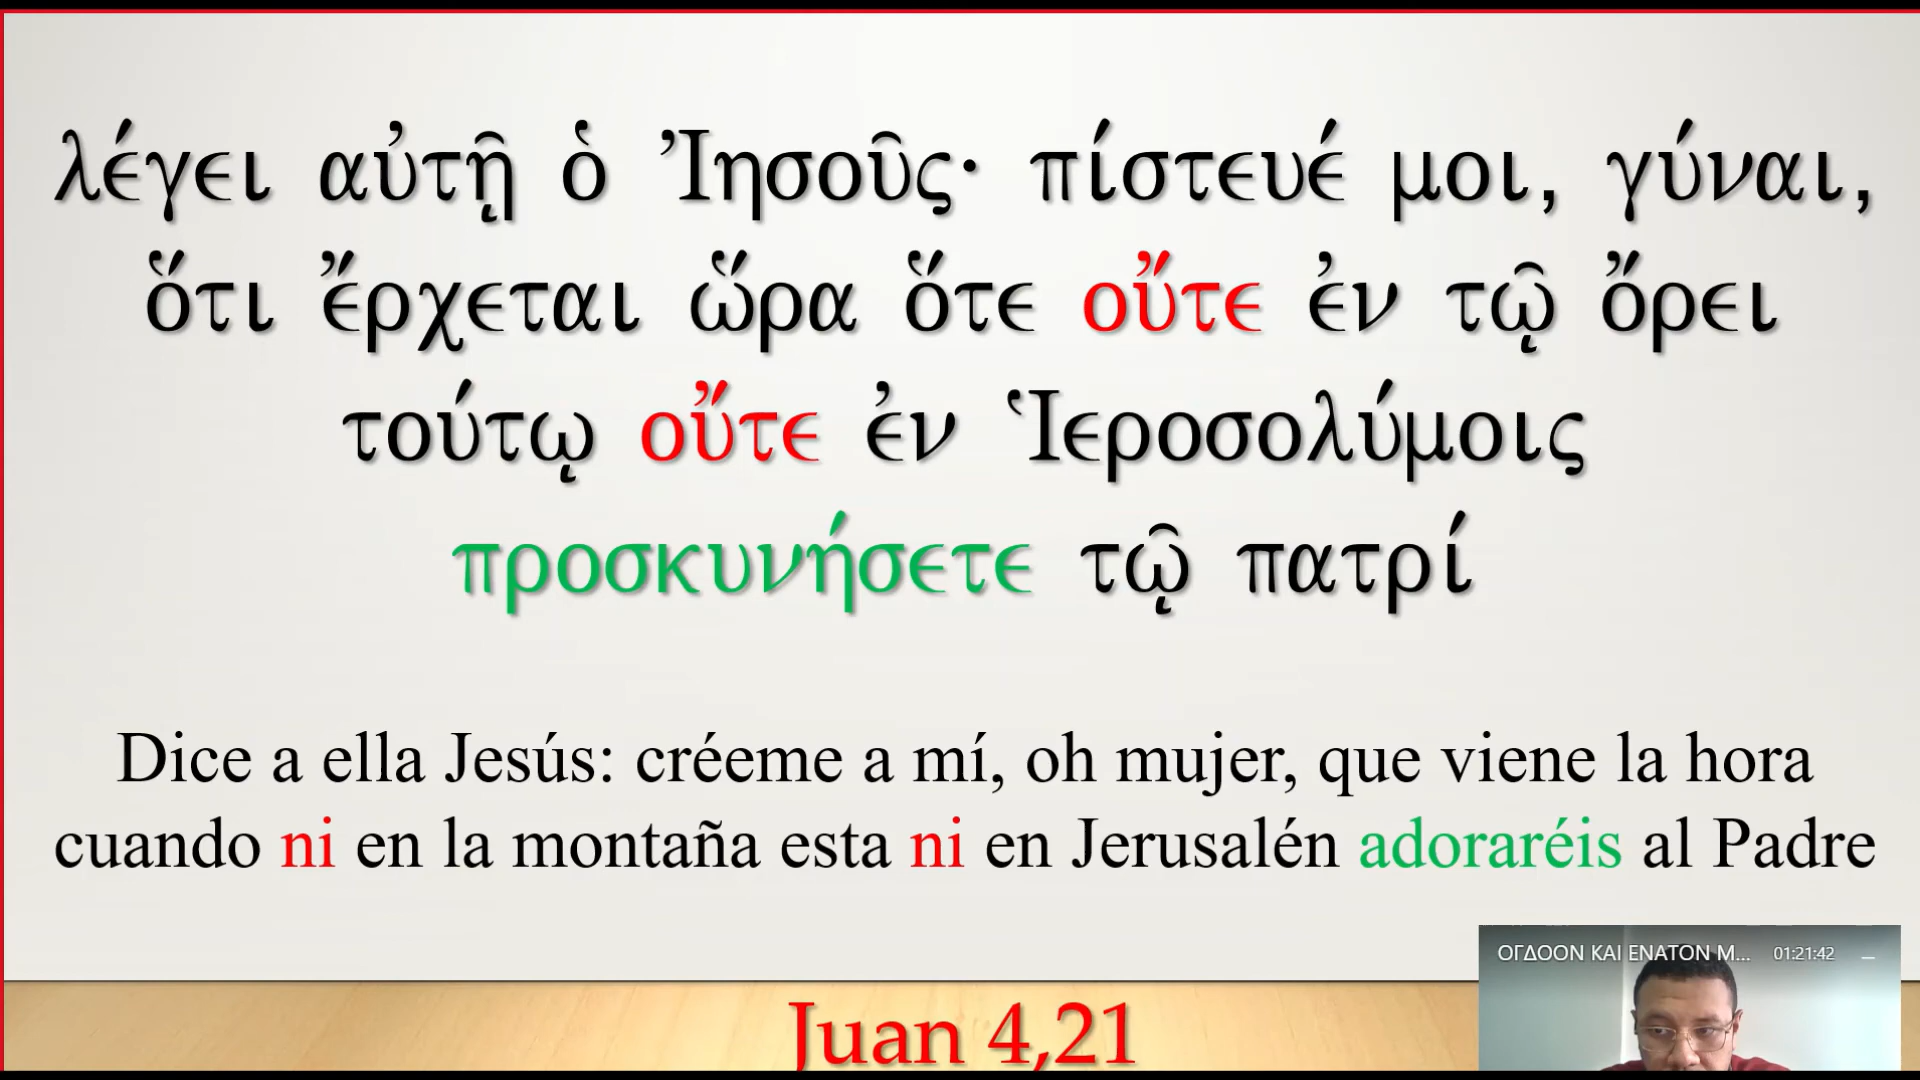 λέγει αὐτῇ ὁ Ἰησοῦς· πίστευέ μοι, γύναι,
ὅτι ἔρχεται ὥρα ὅτε οὔτε ἐν τῷ ὄρει
τούτῳ οὔτε ἐν Ἱεροσολύμοις
προσκυνήσετε τῷ πατρί
Dice a ella Jesús: créeme a mí, oh mujer, que viene la hora
cuando ni en la montaña esta ni en Jerusalén adoraréis al Padre
ΟΓΔΟΟΝ ΚΑΙ ΕΝΑΤΟΝ Μ... 01:21:42
Juan 4,21